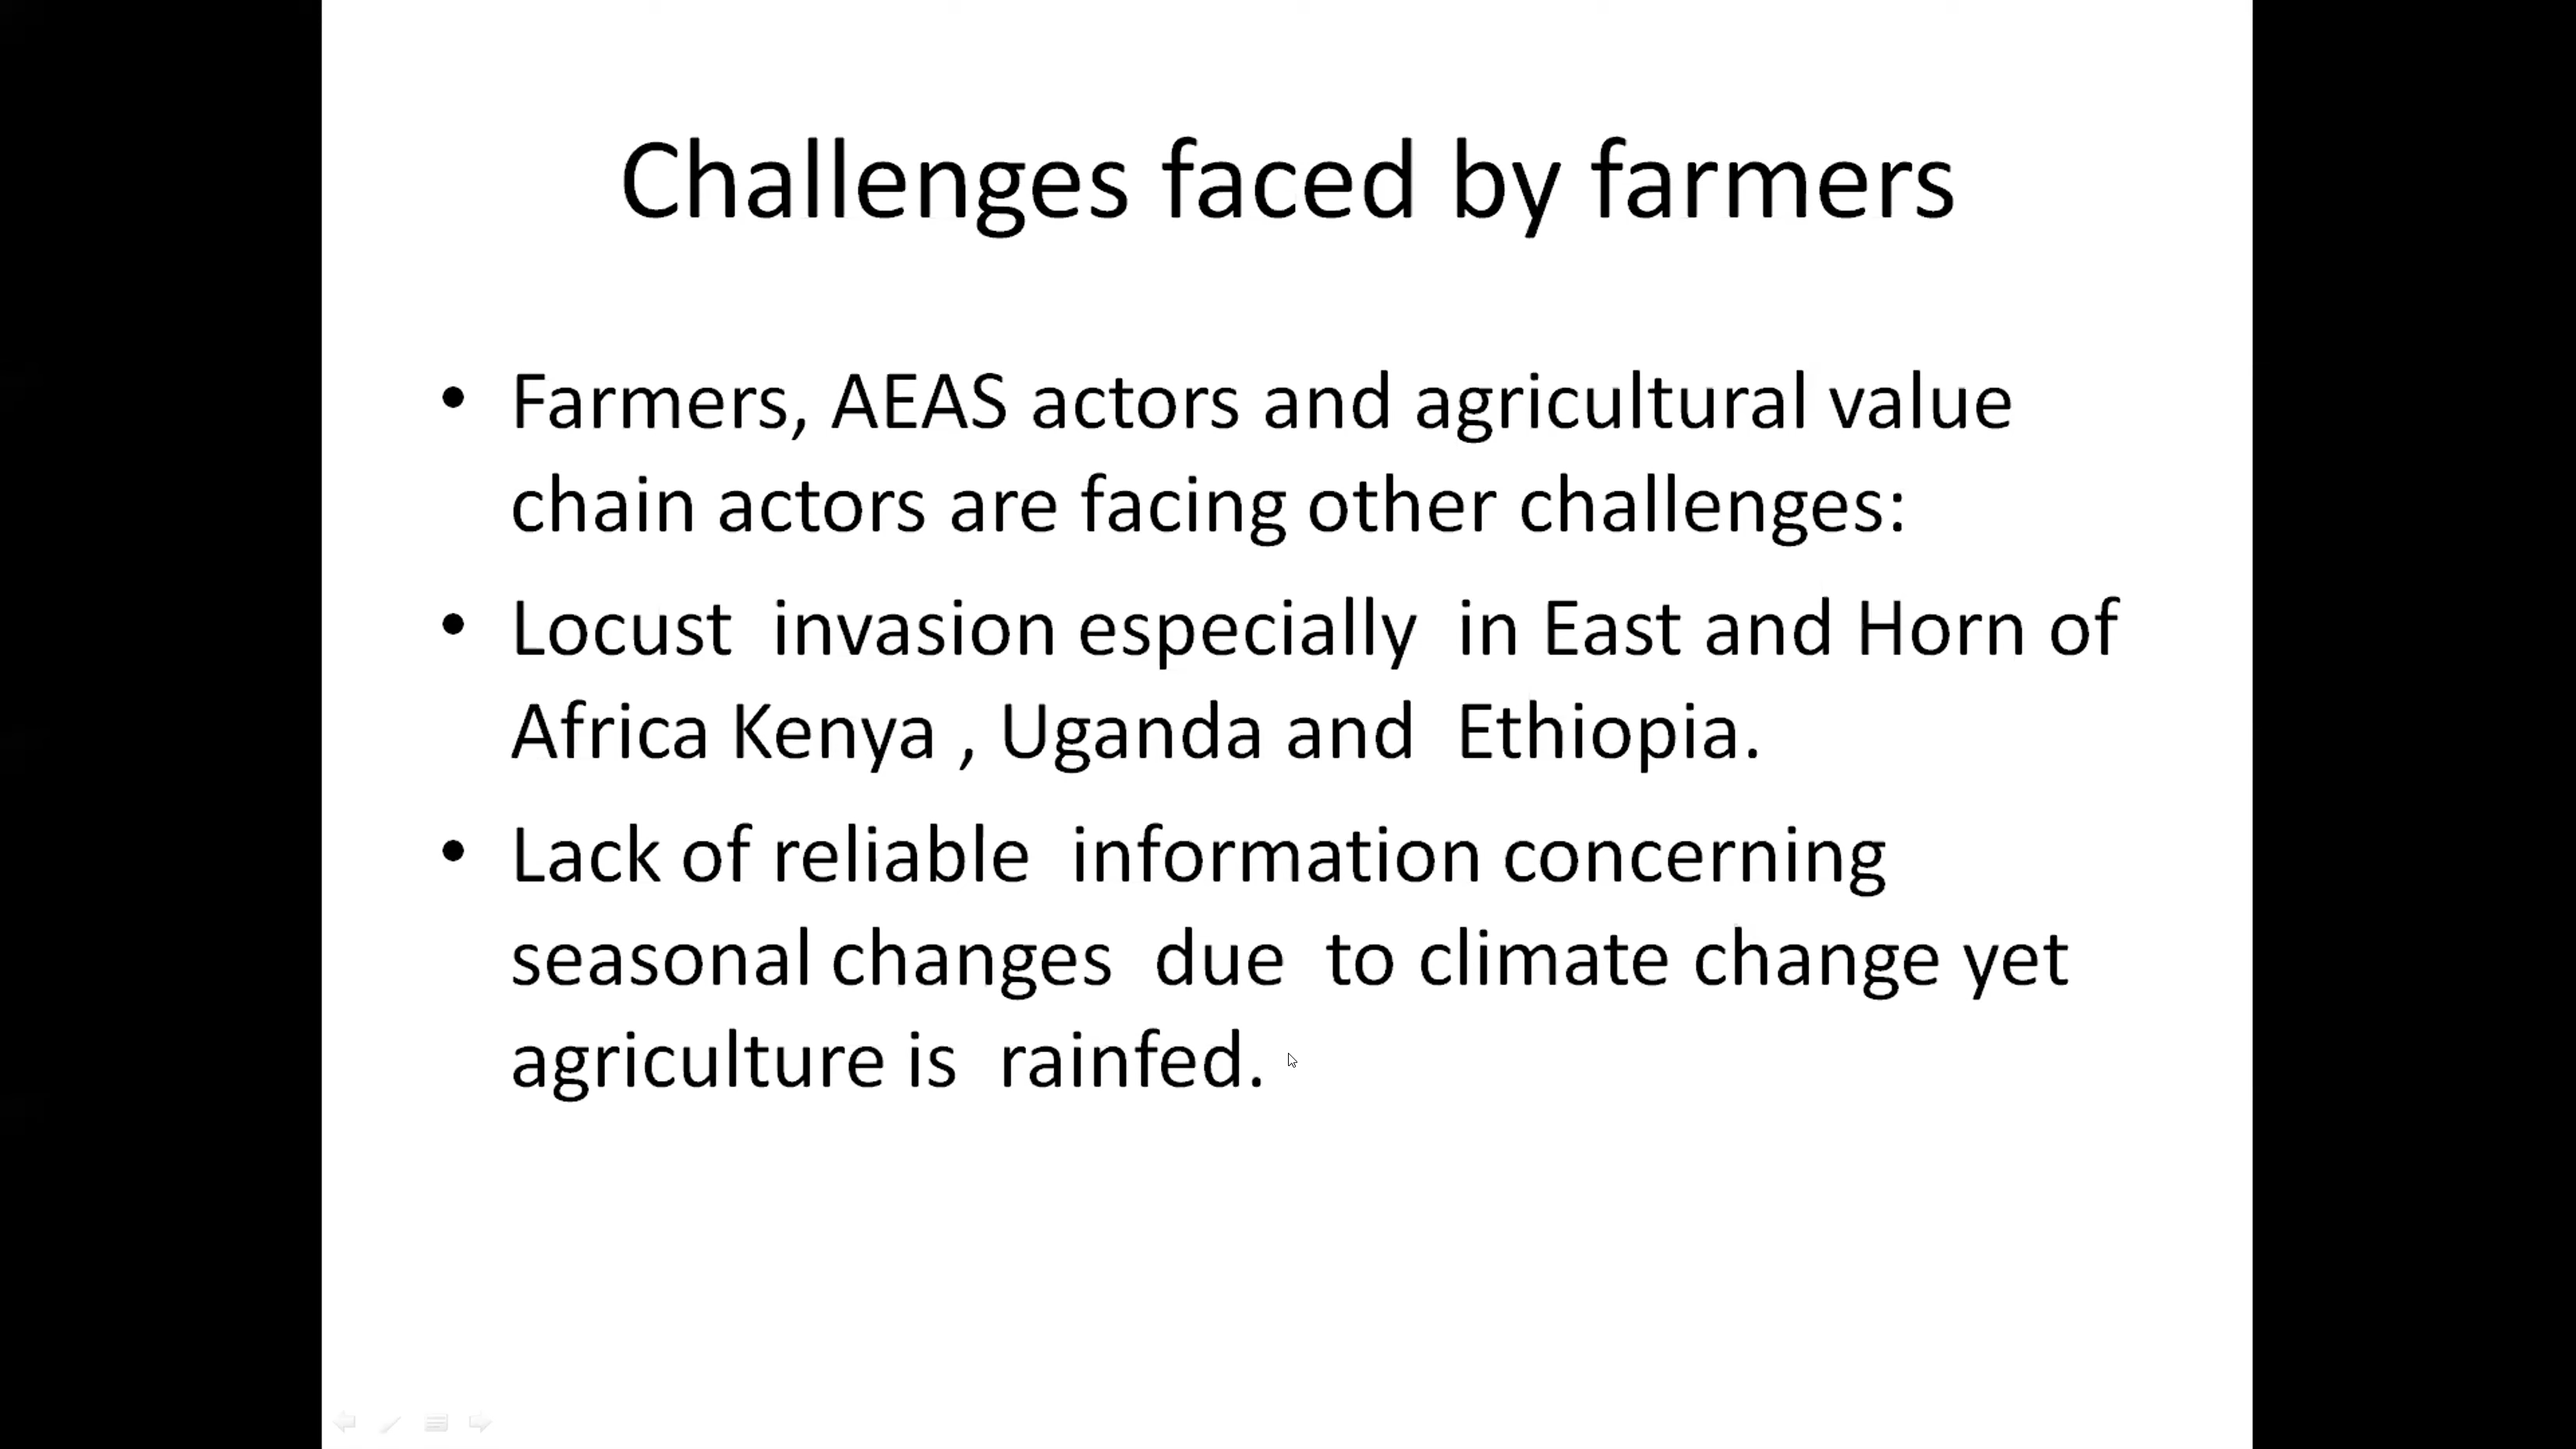 Challenges faced by farmers
• Farmers, AEAS actors and agricultural value
chain actors are facing other challenges:
• Locust  invasion especially  in East and Horn of
Africa Kenya , Uganda and  Ethiopia.
• Lack of reliable  information concerning
seasonal changes  due  to climate change yet
agriculture is  rainfed.